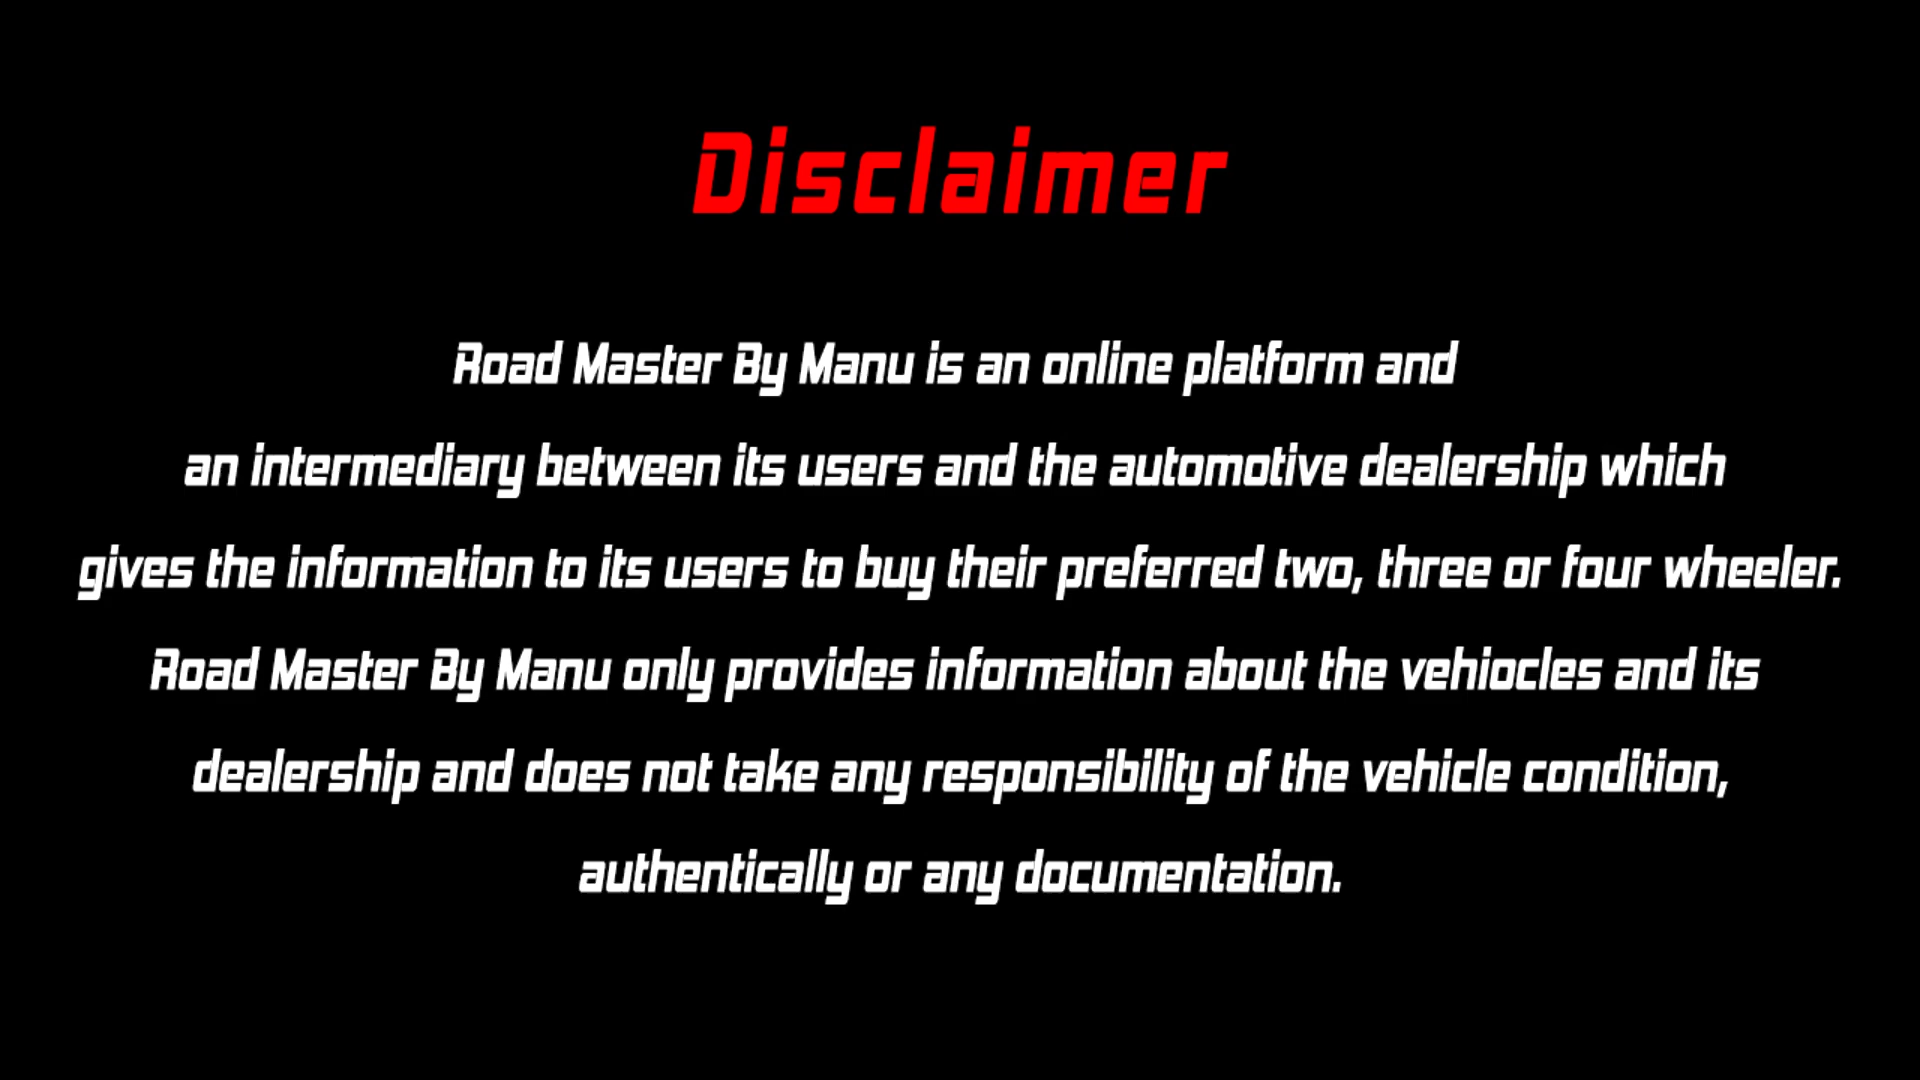 Disclaimer
Road Master By Manu is an online platform and
an intermediary between its users and the automotive dealership which
gives the information to its users to buy their preferred two, three or four wheeler.
Road Master By Manu only provides information about the vehiocles and its
dealership and does not take any responsibility of the vehicle condition,
authentically or any documentation.